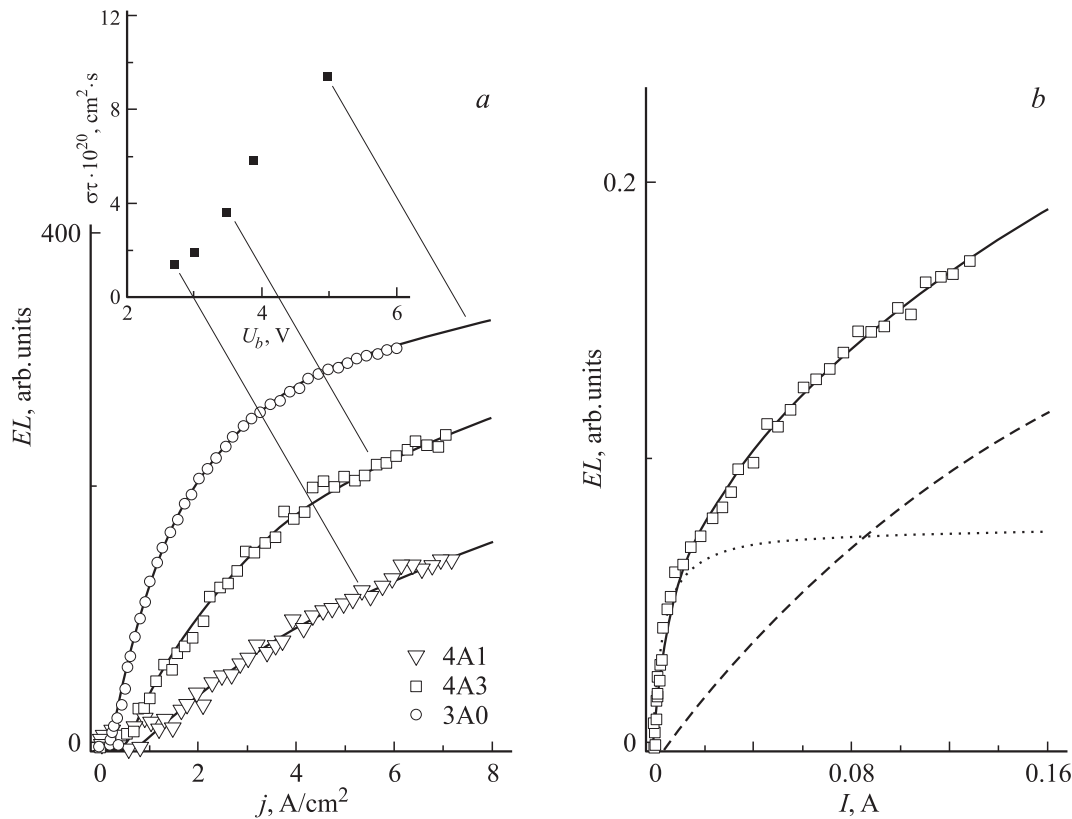 12
8
4
0
στ · 10²⁰, cm² · s
2
4
6
U_b, V
a
400
0
EL, arb. units
0
2
4
6
8
j, A/cm²
4A1
4A3
3A0
b
0.2
0
EL, arb. units
0
0.08
0.16
I, A